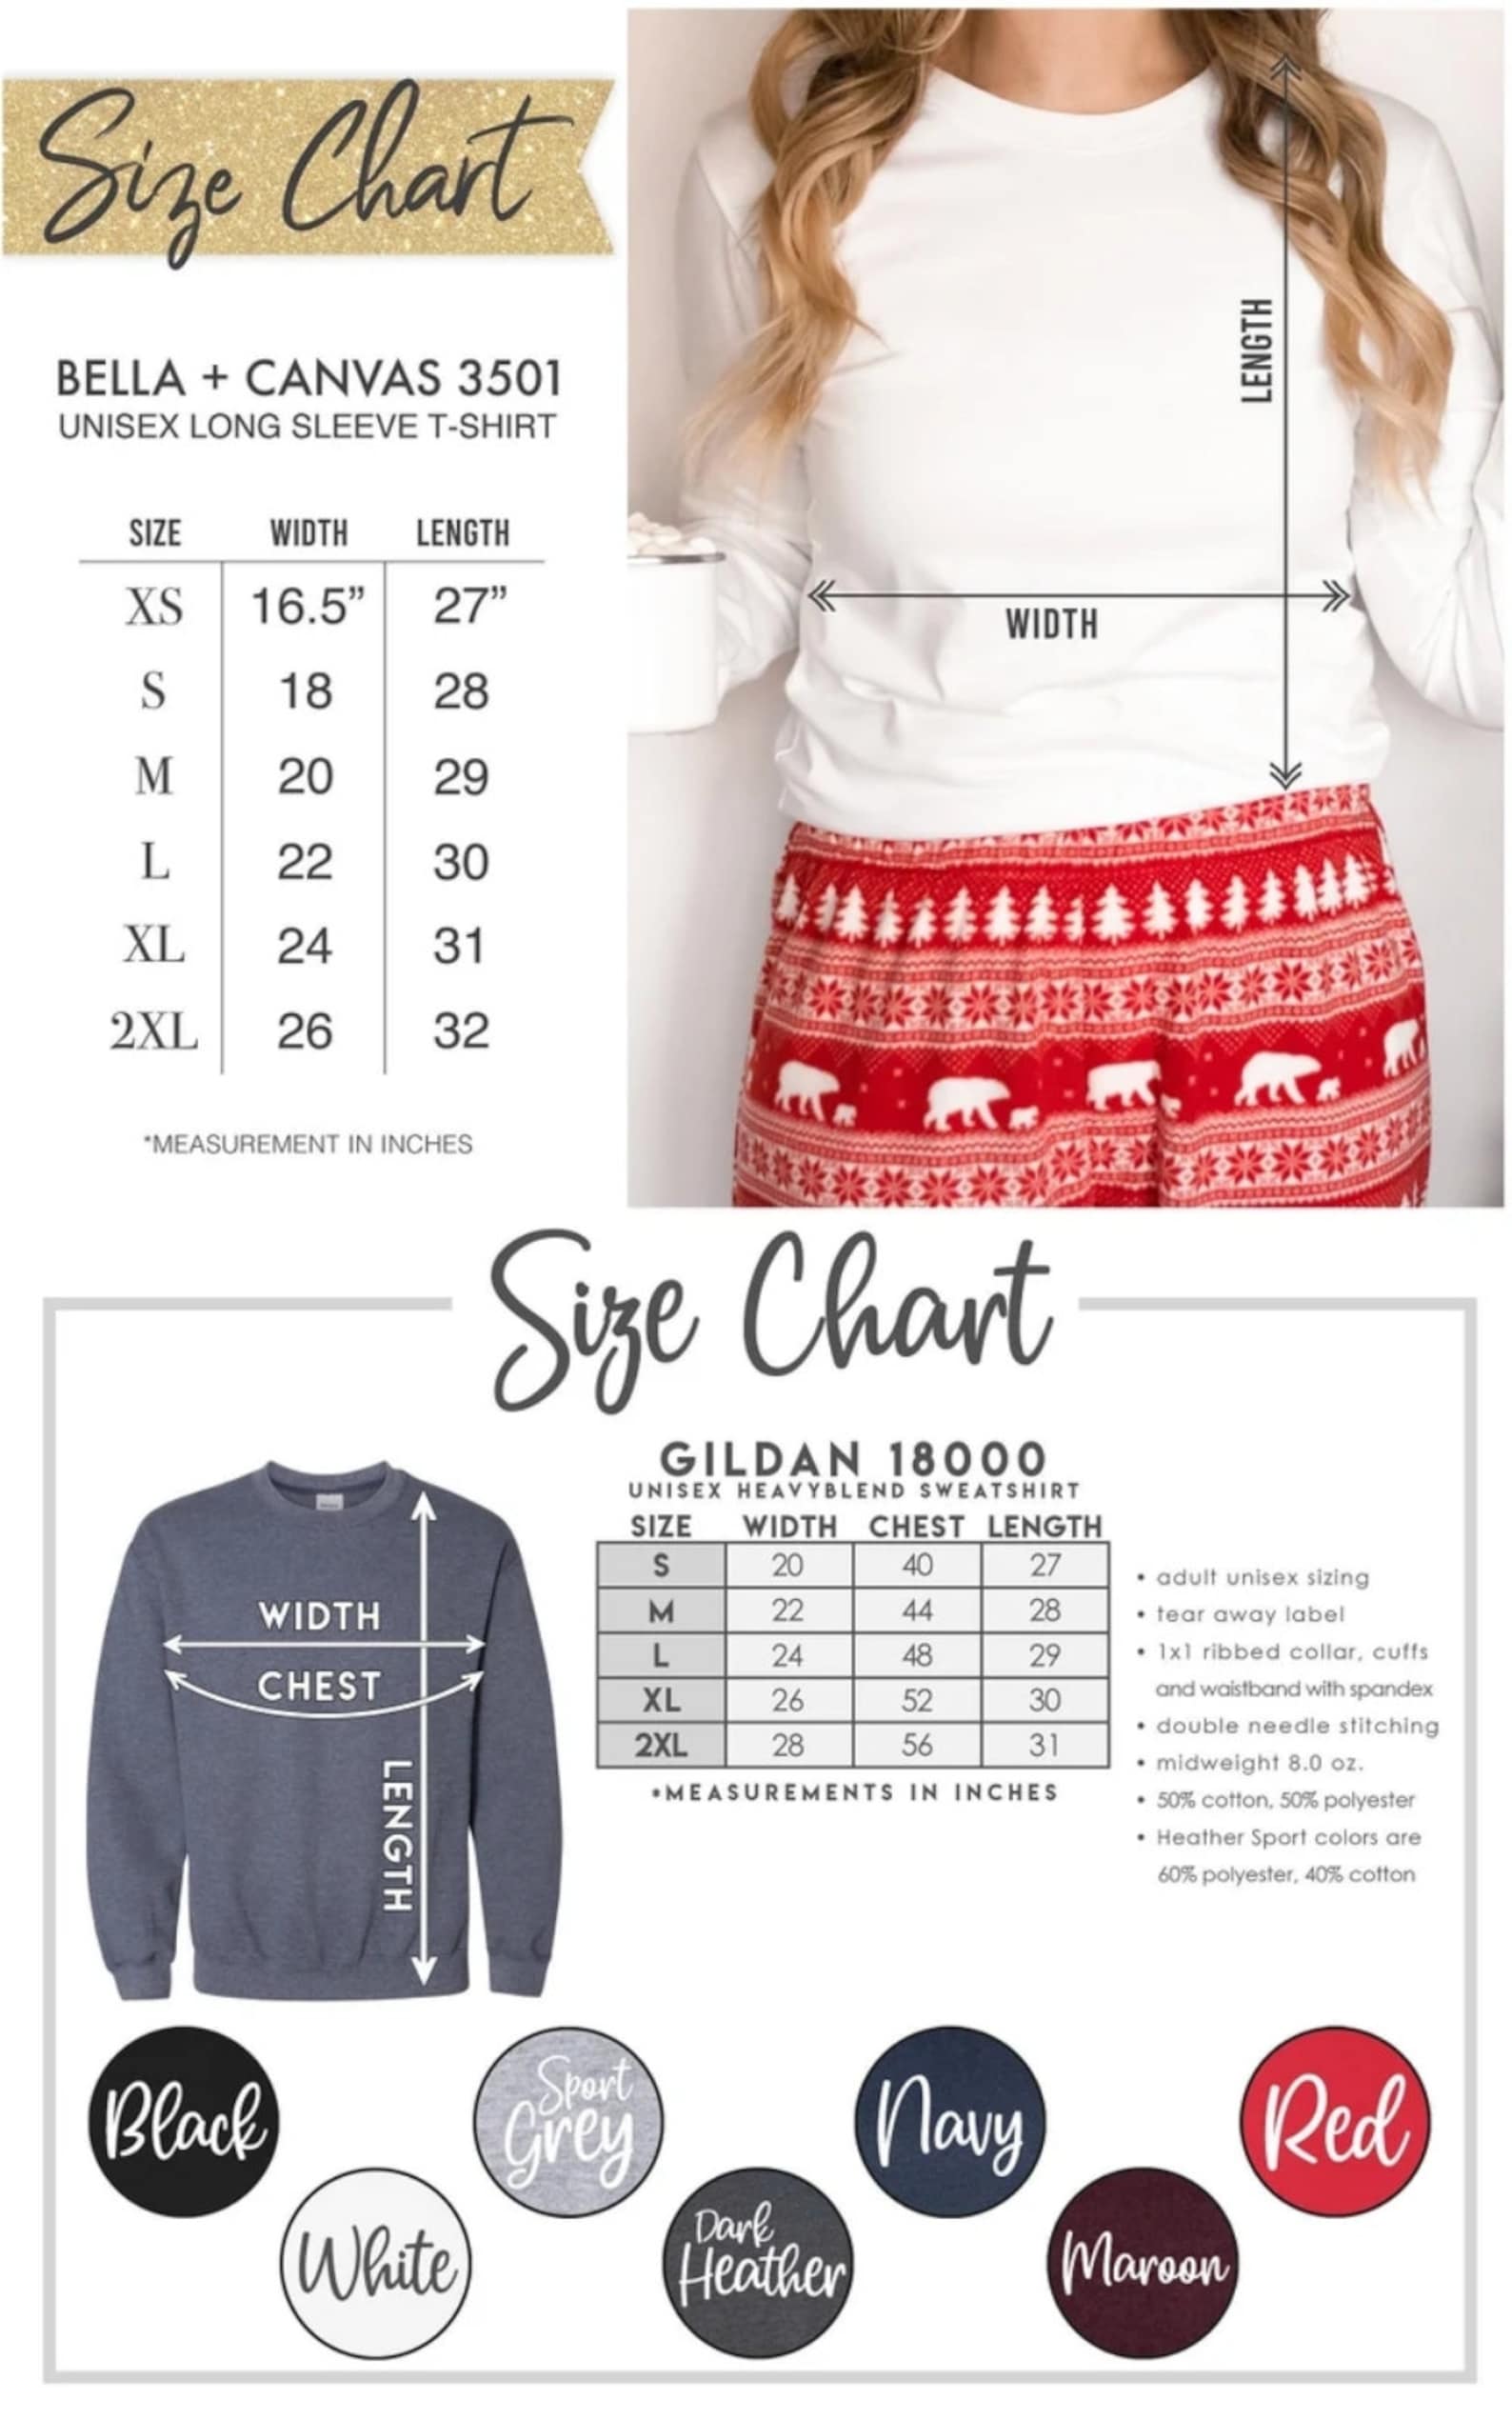 Size Chart
BELLA + CANVAS 3501
UNISEX LONG SLEEVE T-SHIRT
SIZE WIDTH LENGTH
XS 16.5” 27”
S 18 28
M 20 29
L 22 30
XL 24 31
2XL 26 32
*MEASUREMENT IN INCHES
LENGTH
WIDTH
Size Chart
WIDTH
CHEST
LENGTH
GILDAN 18000
UNISEX HEAVYBLEND SWEATSHIRT
SIZE WIDTH CHEST LENGTH
S 20 40 27
M 22 44 28
L 24 48 29
XL 26 52 30
2XL 28 56 31
•MEASUREMENTS IN INCHES
• adult unisex sizing
• tear away label
• 1x1 ribbed collar, cuffs
and waistband with spandex
• double needle stitching
• midweight 8.0 oz.
• 50% cotton, 50% polyester
• Heather Sport colors are
60% polyester, 40% cotton
Black
Sport
Grey
Navy
Red
White
Dark
Heather
Maroon